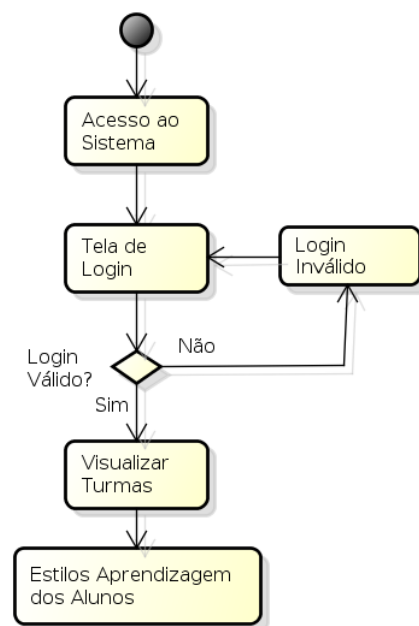 Acesso ao
Sistema
Tela de
Login
Login
Inválido
Login
Válido?
Não
Sim
Visualizar
Turmas
Estilos Aprendizagem
dos Alunos